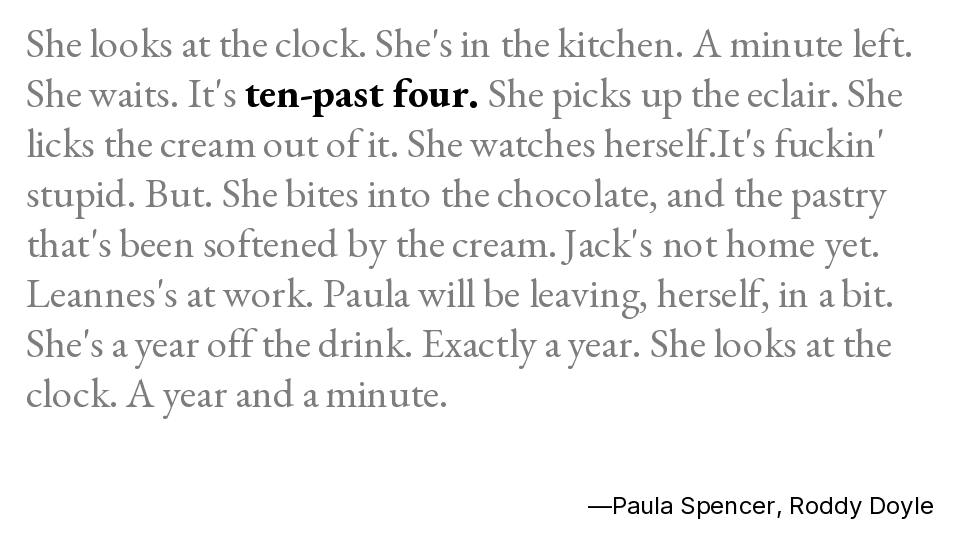 She looks at the clock. She's in the kitchen. A minute left.
She waits. It's ten-past four. She picks up the eclair. She
licks the cream out of it. She watches herself.It's fuckin'
stupid. But. She bites into the chocolate, and the pastry
that's been softened by the cream. Jack's not home yet.
Leannes's at work. Paula will be leaving, herself, in a bit.
She's a year off the drink. Exactly a year. She looks at the
clock. A year and a minute.
—Paula Spencer, Roddy Doyle